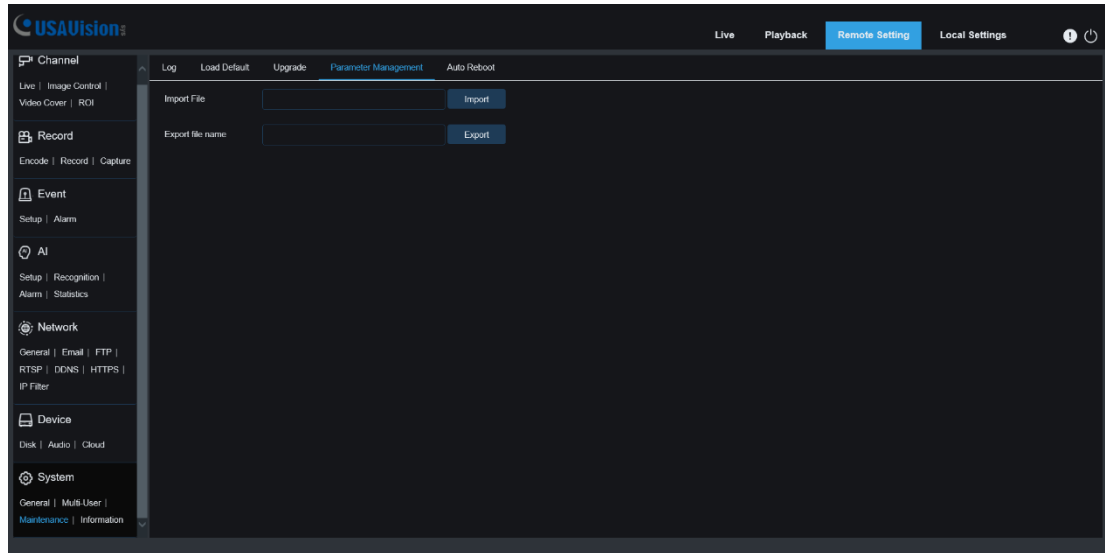 USAVision
Live Playback Remote Setting Local Settings
Channel
Live | Image Control |
Video Cover | ROI
Record
Encode | Record | Capture
Event
Setup | Alarm
AI
Setup | Recognition |
Alarm | Statistics
Network
General | Email | FTP |
RTSP | DDNS | HTTPS |
IP Filter
Device
Disk | Audio | Cloud
System
General | Multi-User |
Maintenance | Information
Log Load Default Upgrade Parameter Management Auto Reboot
Import File Import
Export file name Export